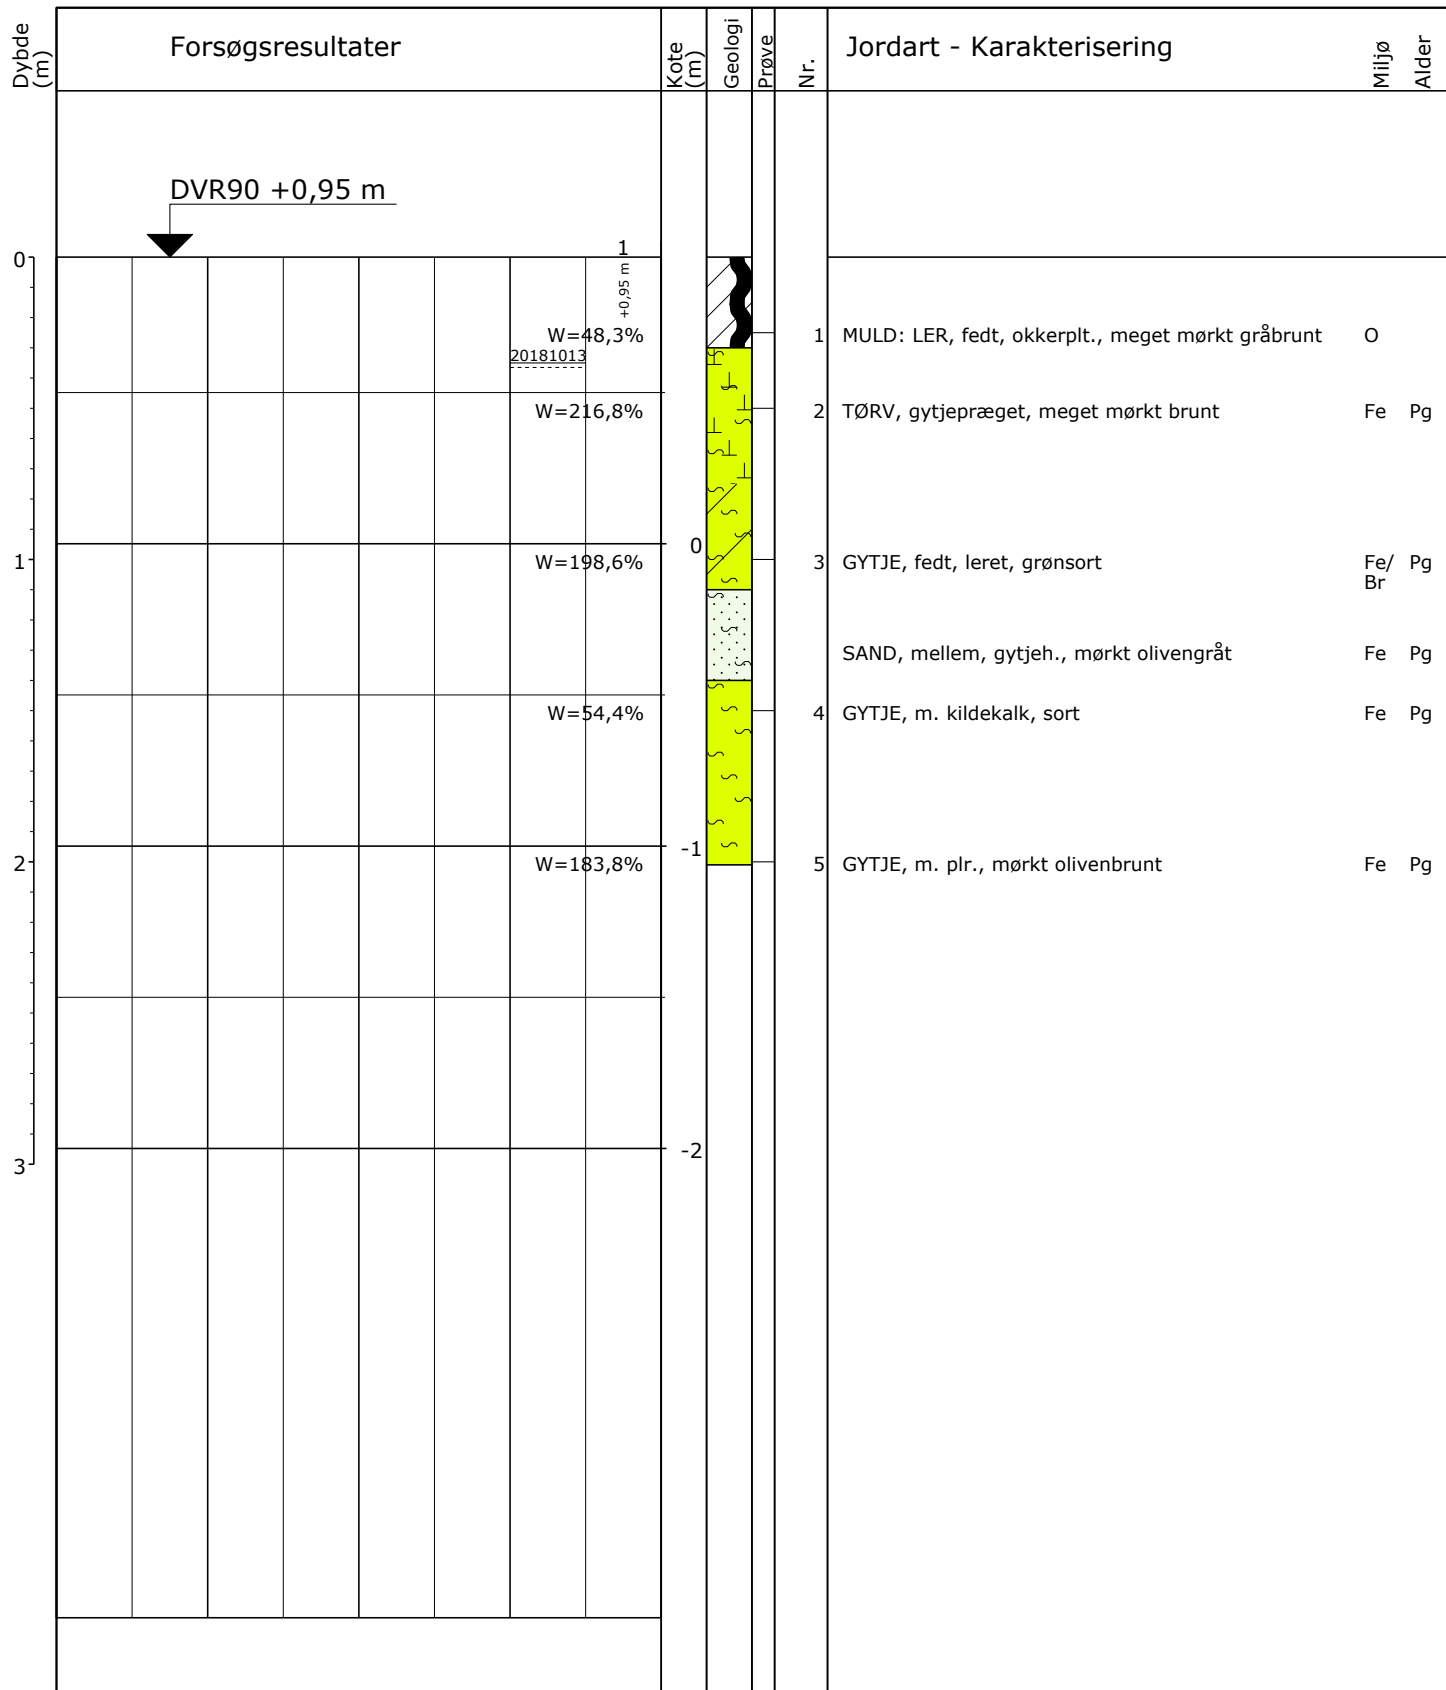 Dybde (m)
Forsøgsresultater
Kote (m)
Geologi
Prøve
Nr.
Jordart - Karakterisering
Miljø
Alder
DVR90 +0,95 m
0
1
+0,95 m
W=48,3%
1 MULD: LER, fedt, okkerplt., meget mørkt gråbrunt O
20181013
W=216,8%
2 TØRV, gytjepræget, meget mørkt brunt Fe Pg
0
1
W=198,6%
3 GYTJE, fedt, leret, grønsort Fe/ Pg
Br
SAND, mellem, gytjeh., mørkt olivengråt Fe Pg
W=54,4%
4 GYTJE, m. kildekalk, sort Fe Pg
-1
2
W=183,8%
5 GYTJE, m. plr., mørkt olivenbrunt Fe Pg
-2
3